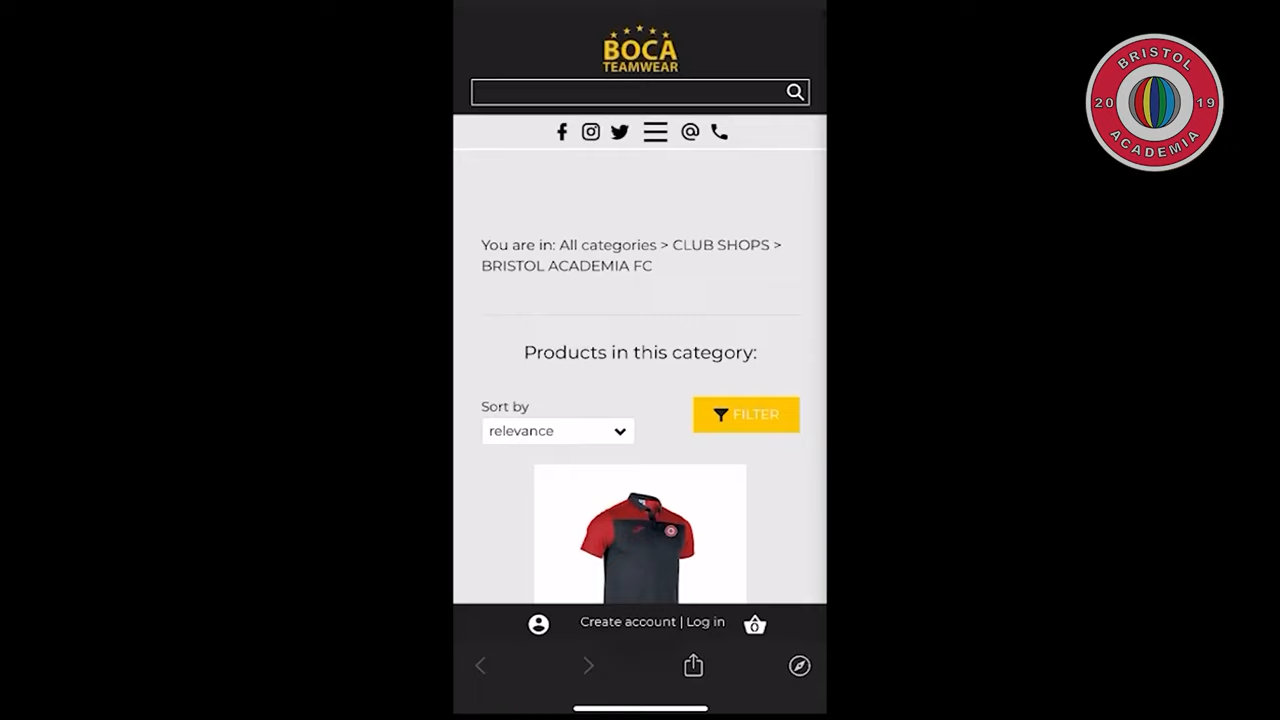 BOCA
TEAMWEAR
BRISTOL
20 19
ACADEMIA
You are in: All categories > CLUB SHOPS >
BRISTOL ACADEMIA FC
Products in this category:
Sort by
relevance
FILTER
Create account | Log in
0